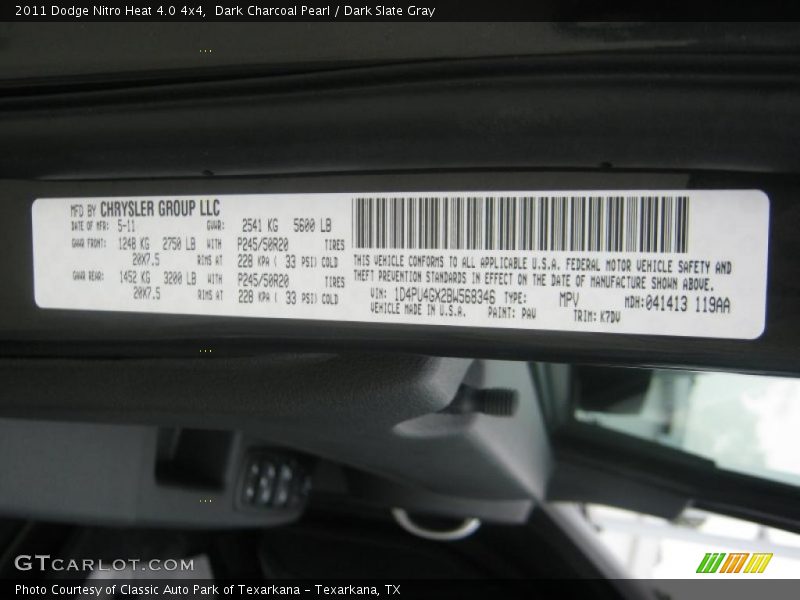 2011 Dodge Nitro Heat 4.0 4x4,  Dark Charcoal Pearl / Dark Slate Gray
MFD BY CHRYSLER GROUP LLC
DATE OF MFR: 5-11 GVWR: 2541 KG 5600 LB
GAWR FRONT: 1248 KG 2750 LB WITH P245/50R20 TIRES
20X7.5 RIMS AT 228 KPA ( 33 PSI) COLD
GAWR REAR: 1452 KG 3200 LB WITH P245/50R20 TIRES
20X7.5 RIMS AT 228 KPA ( 33 PSI) COLD
THIS VEHICLE CONFORMS TO ALL APPLICABLE U.S.A. FEDERAL MOTOR VEHICLE SAFETY AND
THEFT PREVENTION STANDARDS IN EFFECT ON THE DATE OF MANUFACTURE SHOWN ABOVE.
VIN: 1D4PU4GX2BW568346 TYPE: MPV MDH: 041413 119AA
VEHICLE MADE IN U.S.A. PAINT: PAV TRIM: K7DV
GTCARLOT.COM
Photo Courtesy of Classic Auto Park of Texarkana - Texarkana, TX